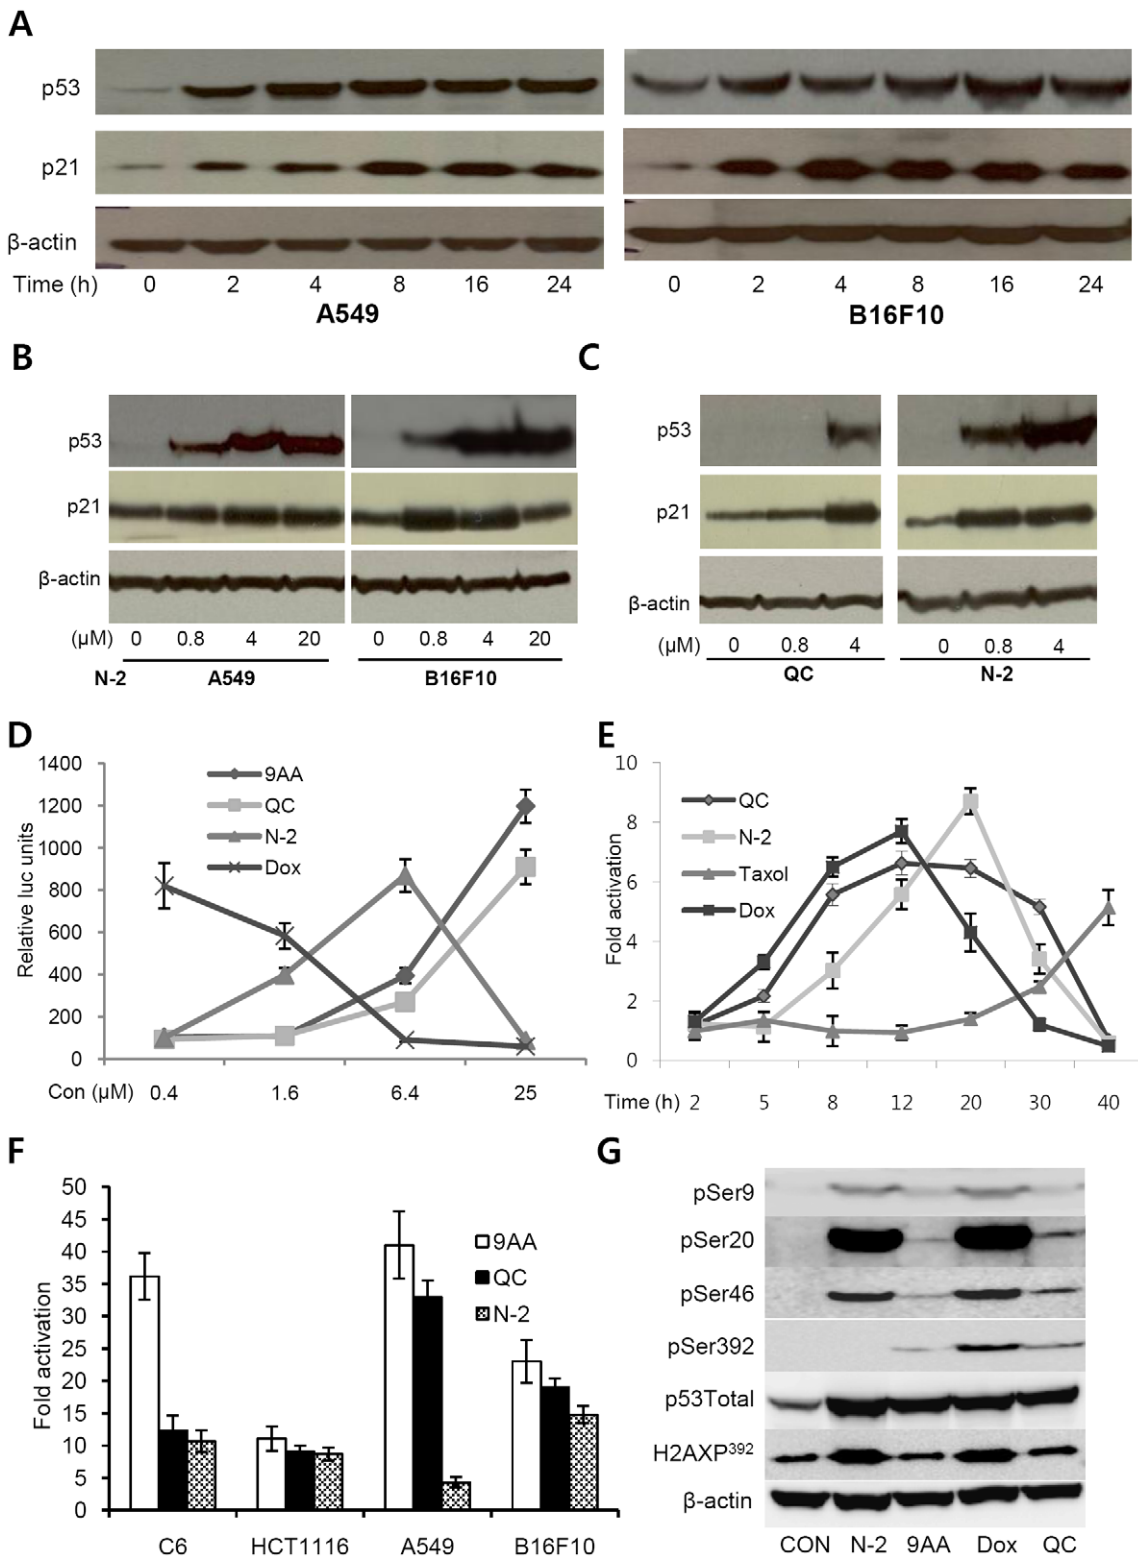 A
p53
p21
β-actin
Time (h) 0 2 4 8 16 24 0 2 4 8 16 24
A549 B16F10
B C
p53 p53
p21 p21
β-actin β-actin
(μM) 0 0.8 4 20 0 0.8 4 20 (μM) 0 0.8 4 0 0.8 4
N-2 A549 B16F10 QC N-2
D
1400
1200
1000
800
600
400
200
0
Relative luc units
9AA
QC
N-2
Dox
Con (μM) 0.4 1.6 6.4 25
E
10
8
6
4
2
0
Fold activation
QC
N-2
Taxol
Dox
Time (h) 2 5 8 12 20 30 40
F
50
45
40
35
30
25
20
15
10
5
0
Fold activation
9AA
QC
N-2
C6 HCT1116 A549 B16F10
G
pSer9
pSer20
pSer46
pSer392
p53Total
H2AXP³⁹²
β-actin
CON N-2 9AA Dox QC